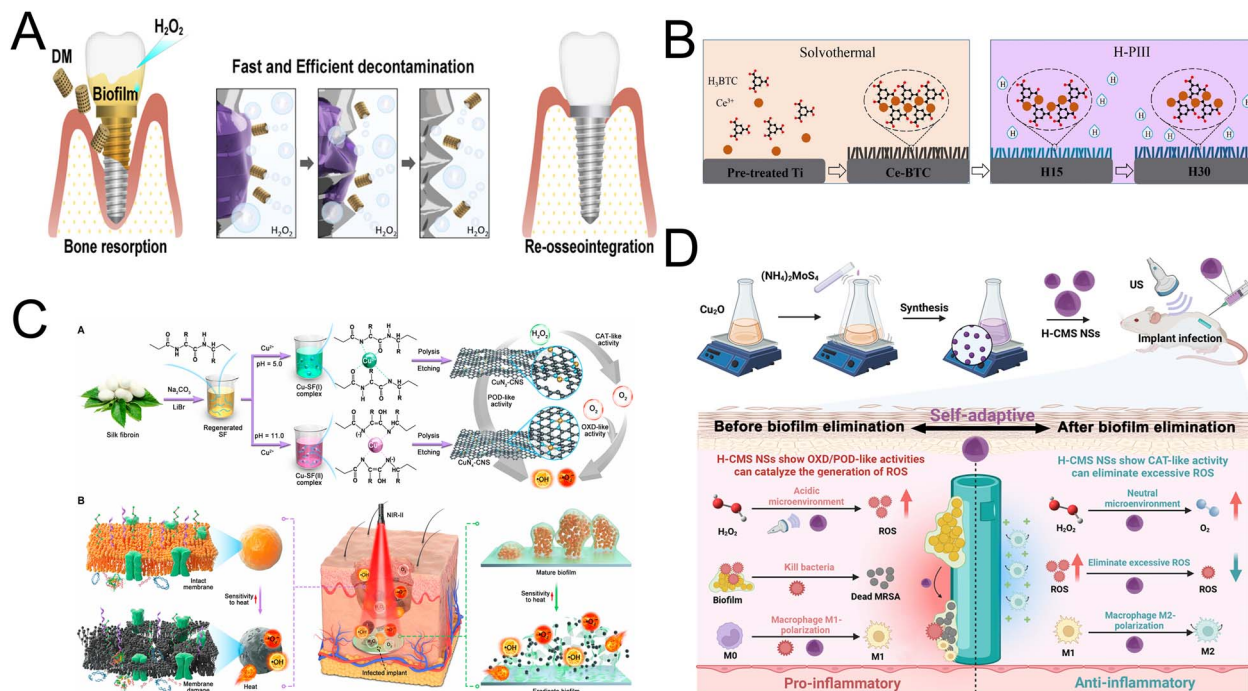 A
H₂O₂
DM
Biofilm
Bone resorption
Fast and Efficient decontamination
H₂O₂
H₂O₂
H₂O₂
Re-osseointegration
B
Solvothermal
H-PIII
H₃BTC
Ce³⁺
H
H
H
H
H
H
H
H
Pre-treated Ti
Ce-BTC
H15
H30
C
A
Silk fibroin
Na₂CO₃
LiBr
Regenerated
SF
Cu²⁺
pH = 5.0
Cu-SF(I)
complex
pH = 11.0
Cu²⁺
Cu-SF(II)
complex
Polysis
Etching
CAT-like
activity
H₂O₂
POD-like
activity
O₂
O₂
OXD-like
activity
Polysis
Etching
•OH
B
Intact
membrane
Sensitivity
to heat
Membrane
damage
Heat
NIR-II
•OH
Infected implant
Mature biofilm
Sensitivity
to heat
•OH
•OH
Eradicate biofilm
D
Cu₂O
(NH₄)₂MoS₄
Synthesis
H-CMS NSs
US
Implant infection
Self-adaptive
Before biofilm elimination
After biofilm elimination
H-CMS NSs show OXD/POD-like activities
can catalyze the generation of ROS
H-CMS NSs show CAT-like activity
can eliminate excessive ROS
H₂O₂
Acidic
microenvironment
ROS
H₂O₂
Neutral
microenvironment
O₂
Biofilm
Kill bacteria
Dead MRSA
ROS
Eliminate excessive ROS
ROS
M0
Macrophage M1-
polarization
M1
M1
Macrophage M2-
polarization
M2
Pro-inflammatory
Anti-inflammatory